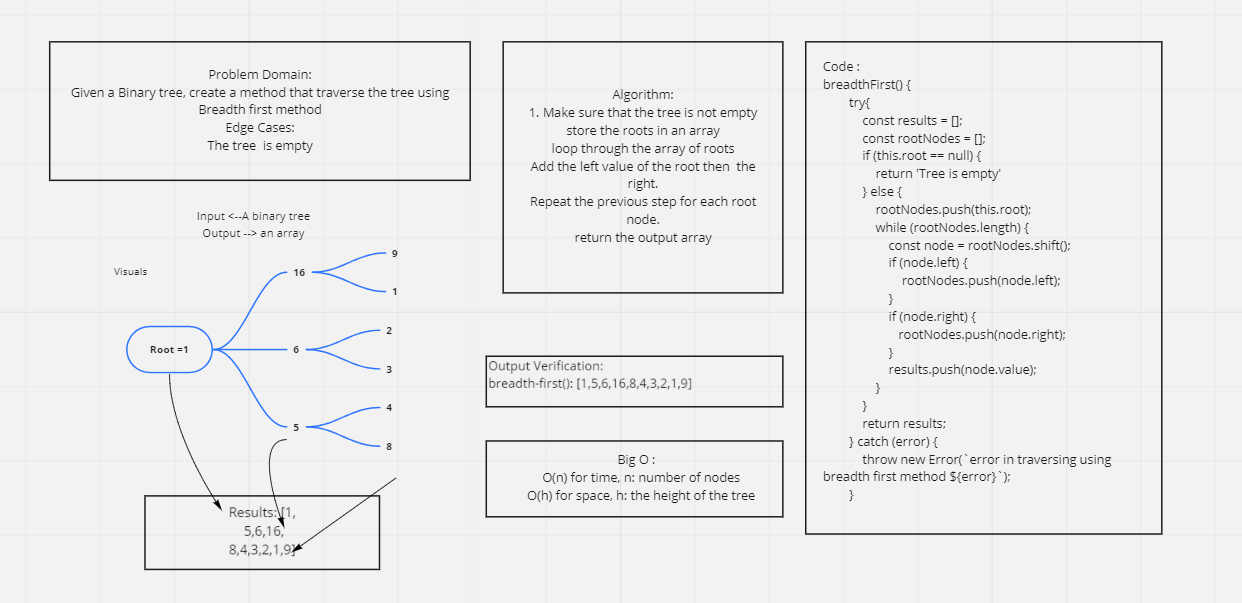 Problem Domain:
Given a Binary tree, create a method that traverse the tree using
Breadth first method
Edge Cases:
The tree is empty
Input <--A binary tree
Output --> an array
Visuals
Root =1
16
6
5
9
1
2
3
4
8
Results: [1,
5,6,16,
8,4,3,2,1,9]
Algorithm:
1. Make sure that the tree is not empty
store the roots in an array
loop through the array of roots
Add the left value of the root then the
right.
Repeat the previous step for each root
node.
return the output array
Output Verification:
breadth-first(): [1,5,6,16,8,4,3,2,1,9]
Big O :
O(n) for time, n: number of nodes
O(h) for space, h: the height of the tree
Code :
breadthFirst() {
try{
const results = [];
const rootNodes = [];
if (this.root == null) {
return 'Tree is empty'
} else {
rootNodes.push(this.root);
while (rootNodes.length) {
const node = rootNodes.shift();
if (node.left) {
rootNodes.push(node.left);
}
if (node.right) {
rootNodes.push(node.right);
}
results.push(node.value);
}
}
return results;
} catch (error) {
throw new Error(`error in traversing using
breadth first method ${error}`);
}